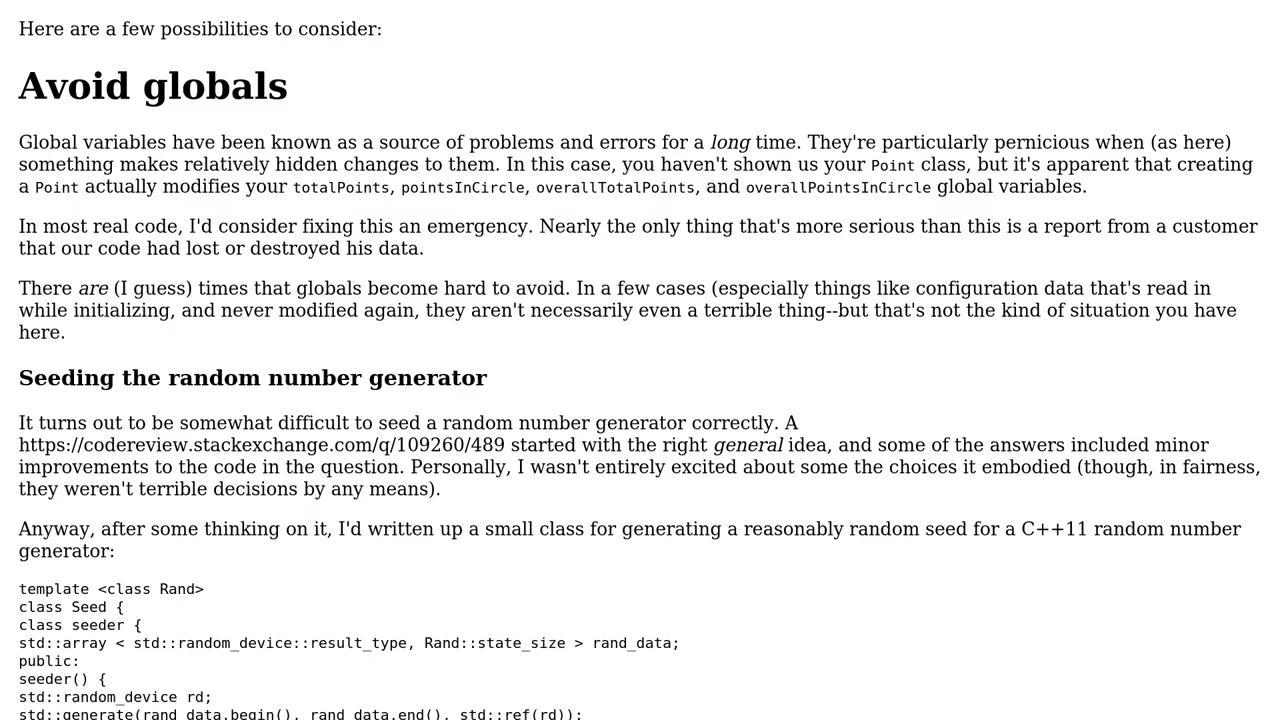 Here are a few possibilities to consider:
Avoid globals
Global variables have been known as a source of problems and errors for a long time. They're particularly pernicious when (as here)
something makes relatively hidden changes to them. In this case, you haven't shown us your Point class, but it's apparent that creating
a Point actually modifies your totalPoints, pointsInCircle, overallTotalPoints, and overallPointsInCircle global variables.
In most real code, I'd consider fixing this an emergency. Nearly the only thing that's more serious than this is a report from a customer
that our code had lost or destroyed his data.
There are (I guess) times that globals become hard to avoid. In a few cases (especially things like configuration data that's read in
while initializing, and never modified again, they aren't necessarily even a terrible thing--but that's not the kind of situation you have
here.
Seeding the random number generator
It turns out to be somewhat difficult to seed a random number generator correctly. A
https://codereview.stackexchange.com/q/109260/489 started with the right general idea, and some of the answers included minor
improvements to the code in the question. Personally, I wasn't entirely excited about some the choices it embodied (though, in fairness,
they weren't terrible decisions by any means).
Anyway, after some thinking on it, I'd written up a small class for generating a reasonably random seed for a C++11 random number
generator:
template <class Rand>
class Seed {
class seeder {
std::array < std::random_device::result_type, Rand::state_size > rand_data;
public:
seeder() {
std::random_device rd;
std::generate(rand_data.begin(), rand_data.end(), std::ref(rd));